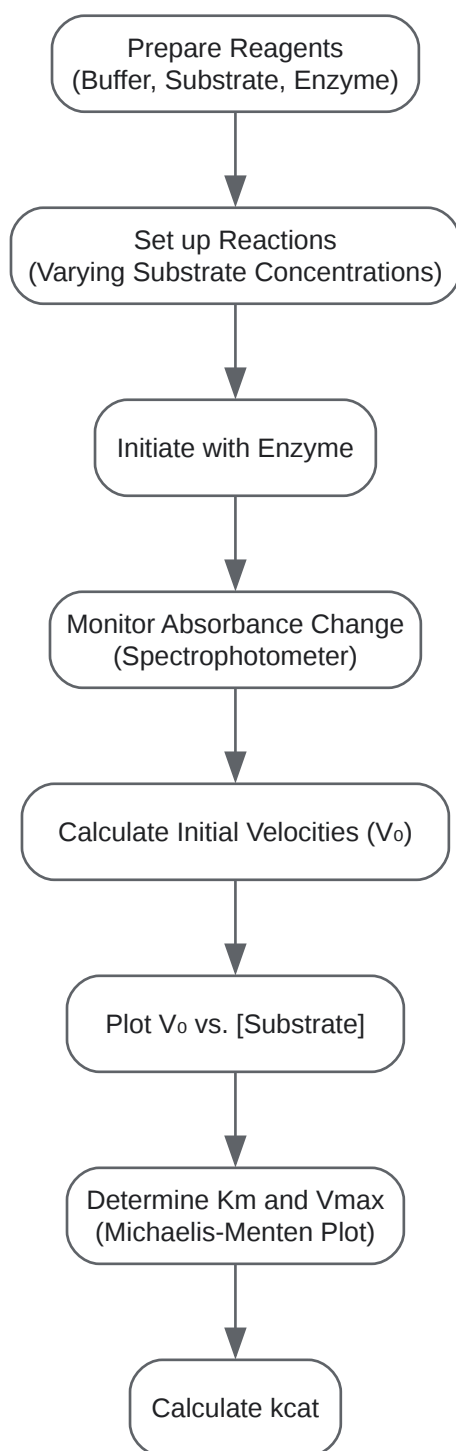 Prepare Reagents
(Buffer, Substrate, Enzyme)
Set up Reactions
(Varying Substrate Concentrations)
Initiate with Enzyme
Monitor Absorbance Change
(Spectrophotometer)
Calculate Initial Velocities (V₀)
Plot V₀ vs. [Substrate]
Determine Km and Vmax
(Michaelis-Menten Plot)
Calculate kcat